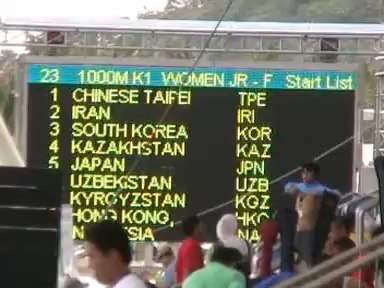 23 1000M K1 WOMEN JR - F Start List
1 CHINESE TAIPEI TPE
2 IRAN IRI
3 SOUTH KOREA KOR
4 KAZAKHSTAN KAZ
5 JAPAN JPN
UZBEKISTAN UZB
KYRGYZSTAN KGZ
HONG KONG, HKG